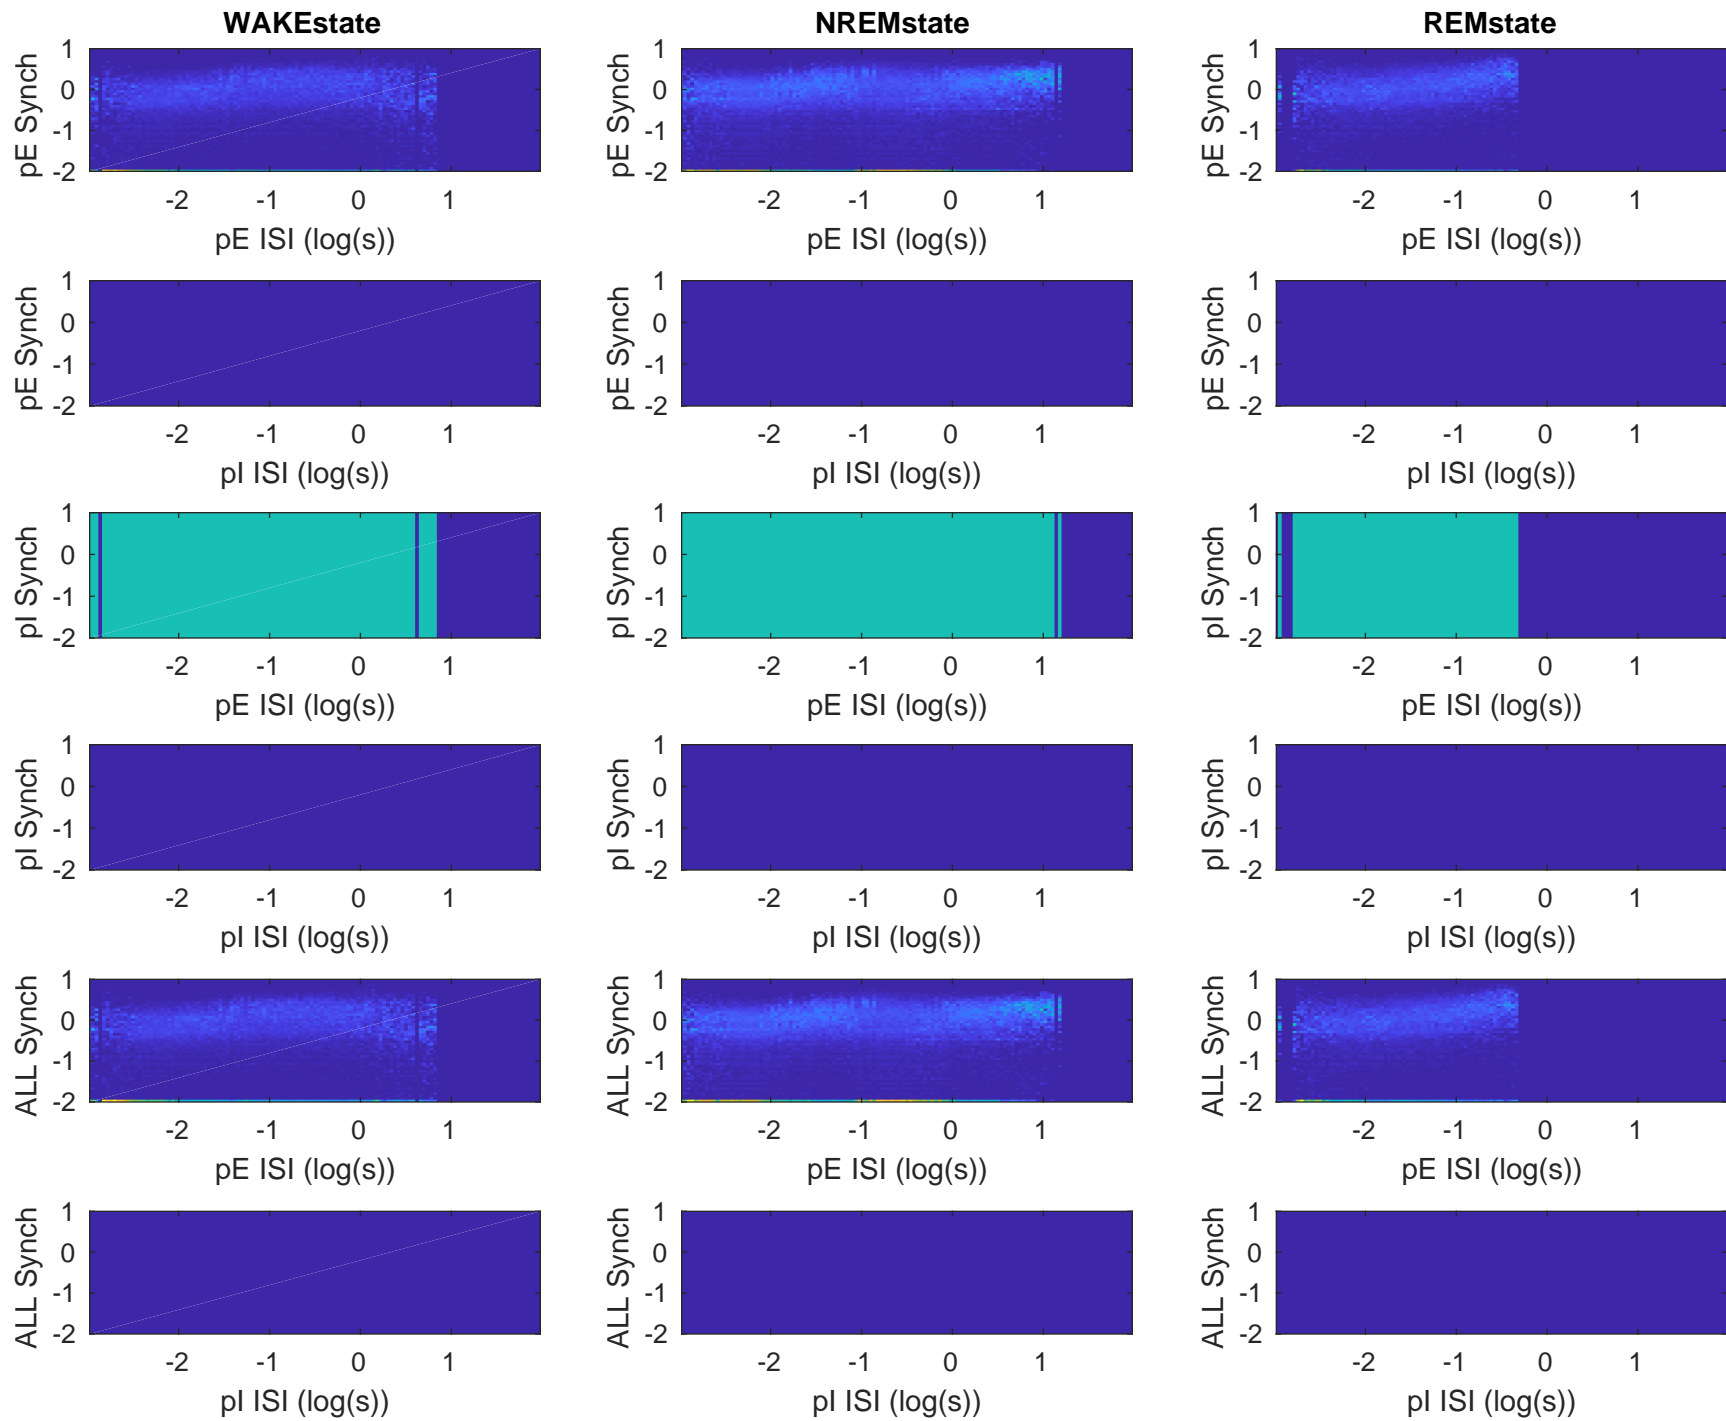 WAKEstate NREMstate REMstate
1 1 1
0 0 0
-1 -1 -1
-2 -2 -2
pE Synch pE Synch pE Synch
-2 -1 0 1 -2 -1 0 1 -2 -1 0 1
pE ISI (log(s)) pE ISI (log(s)) pE ISI (log(s))
1 1 1
0 0 0
-1 -1 -1
-2 -2 -2
pE Synch pE Synch pE Synch
-2 -1 0 1 -2 -1 0 1 -2 -1 0 1
pI ISI (log(s)) pI ISI (log(s)) pI ISI (log(s))
1 1 1
0 0 0
-1 -1 -1
-2 -2 -2
pI Synch pI Synch pI Synch
-2 -1 0 1 -2 -1 0 1 -2 -1 0 1
pE ISI (log(s)) pE ISI (log(s)) pE ISI (log(s))
1 1 1
0 0 0
-1 -1 -1
-2 -2 -2
pI Synch pI Synch pI Synch
-2 -1 0 1 -2 -1 0 1 -2 -1 0 1
pI ISI (log(s)) pI ISI (log(s)) pI ISI (log(s))
1 1 1
0 0 0
-1 -1 -1
-2 -2 -2
ALL Synch ALL Synch ALL Synch
-2 -1 0 1 -2 -1 0 1 -2 -1 0 1
pE ISI (log(s)) pE ISI (log(s)) pE ISI (log(s))
1 1 1
0 0 0
-1 -1 -1
-2 -2 -2
ALL Synch ALL Synch ALL Synch
-2 -1 0 1 -2 -1 0 1 -2 -1 0 1
pI ISI (log(s)) pI ISI (log(s)) pI ISI (log(s))